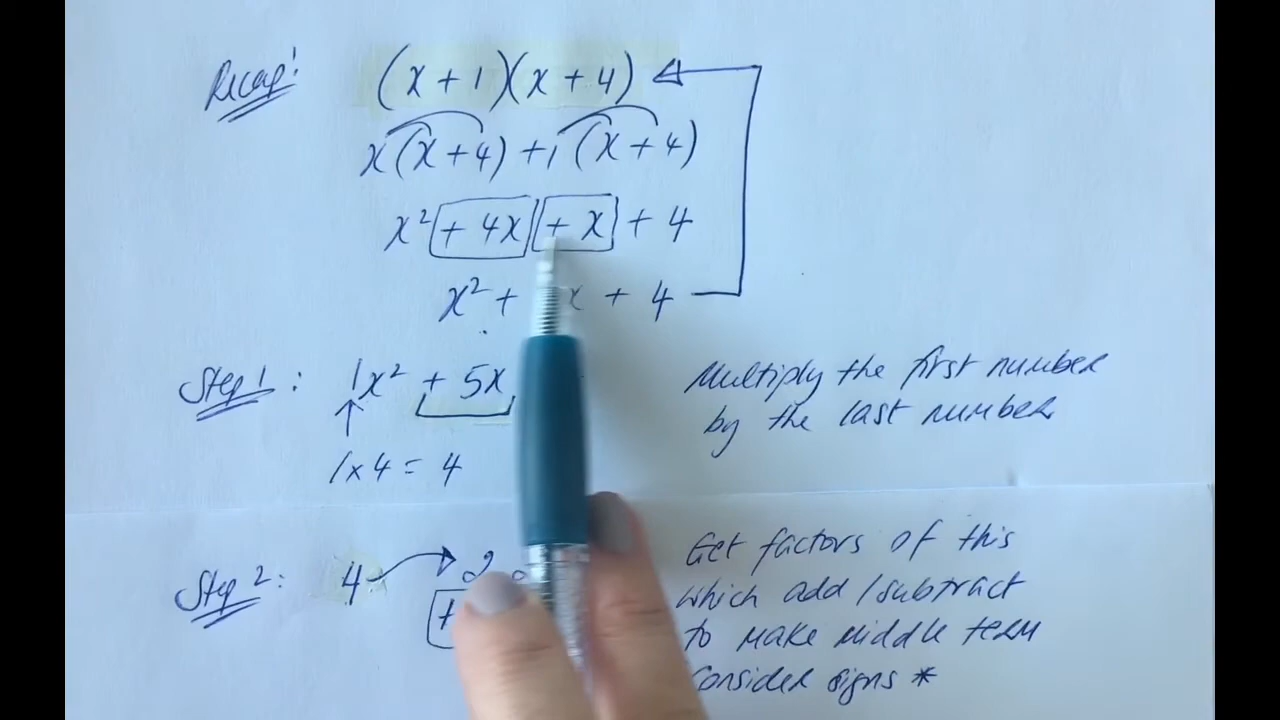 Recap! (x + 1)(x + 4)
x(x + 4) + 1(x + 4)
x² + 4x + x + 4
x² + x + 4
Step 1: 1x² + 5x
1 x 4 = 4
Multiply the first number
by the last number
Step 2: 4 2
+
Get factors of this
which add / subtract
to make middle term
consider signs *